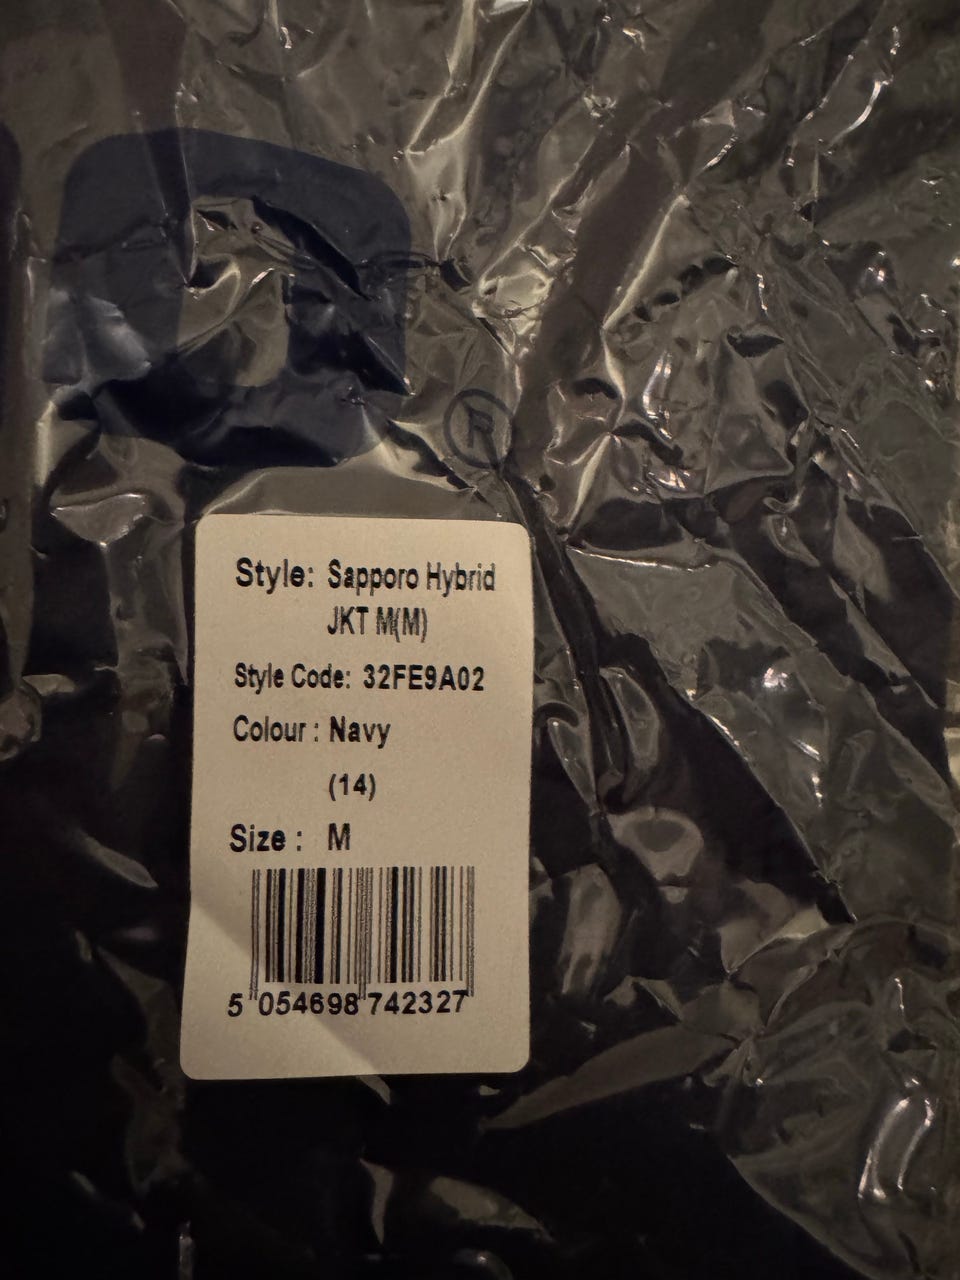 R
Style: Sapporo Hybrid
JKT M(M)
Style Code: 32FE9A02
Colour : Navy
(14)
Size : M
5 054698 742327